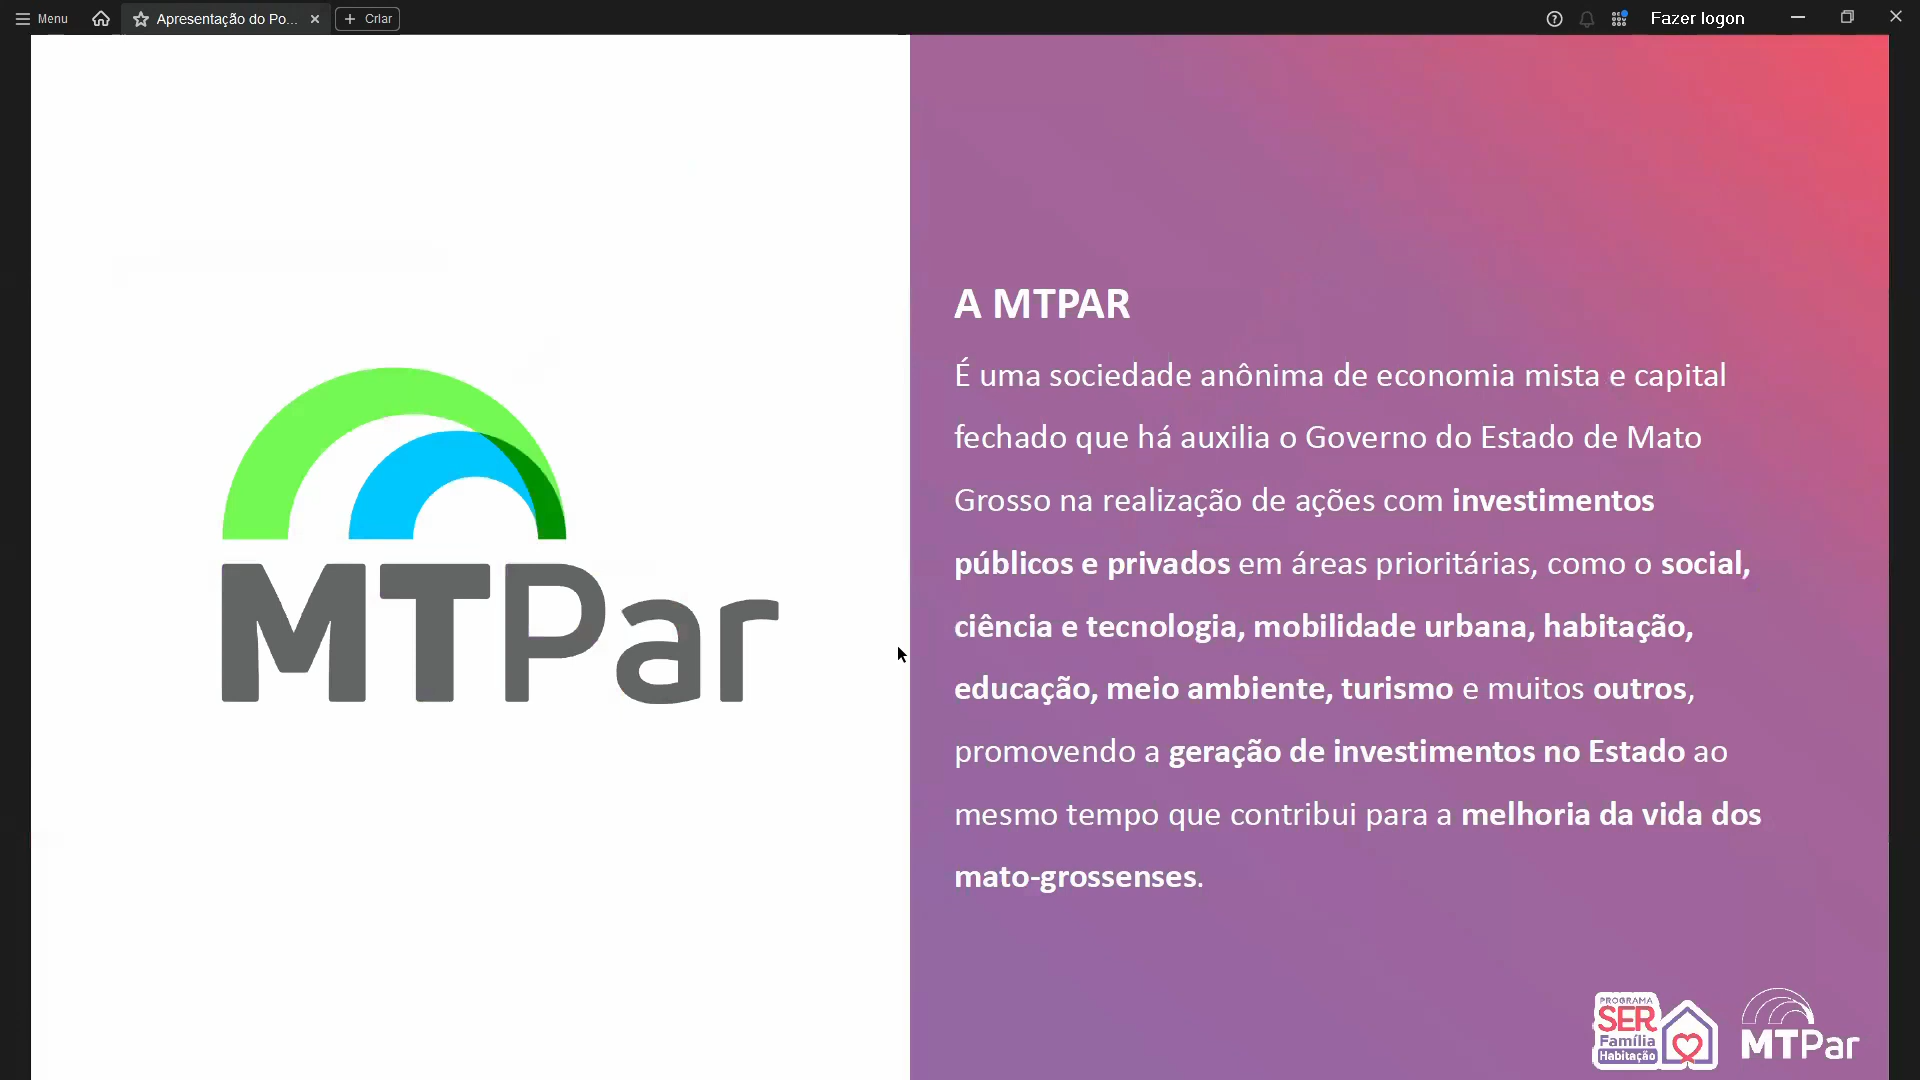 Menu
Apresentação do Po...
Criar
Fazer logon
MTPar
A MTPAR
É uma sociedade anônima de economia mista e capital
fechado que há auxilia o Governo do Estado de Mato
Grosso na realização de ações com investimentos
públicos e privados em áreas prioritárias, como o social,
ciência e tecnologia, mobilidade urbana, habitação,
educação, meio ambiente, turismo e muitos outros,
promovendo a geração de investimentos no Estado ao
mesmo tempo que contribui para a melhoria da vida dos
mato-grossenses.
PROGRAMA
SER
Família
Habitação
MTPar